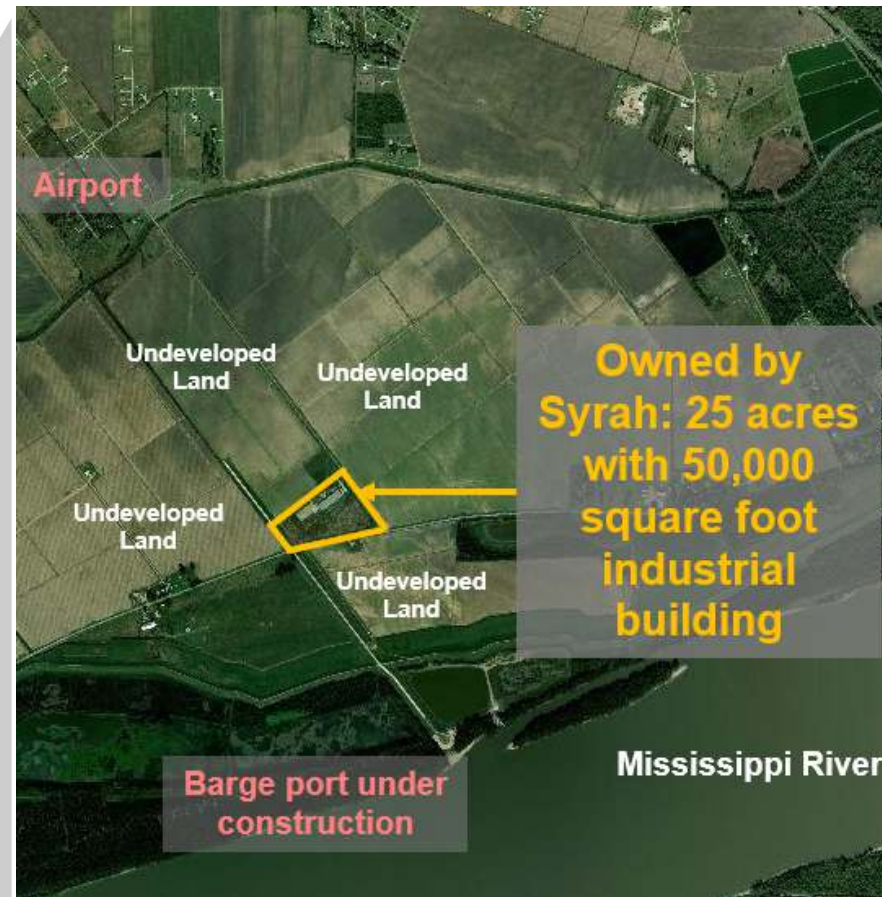 Airport
Undeveloped
Land
Undeveloped
Land
Owned by
Syrah: 25 acres
with 50,000
square foot
industrial
building
Undeveloped
Land
Undeveloped
Land
Mississippi River
Barge port under
construction